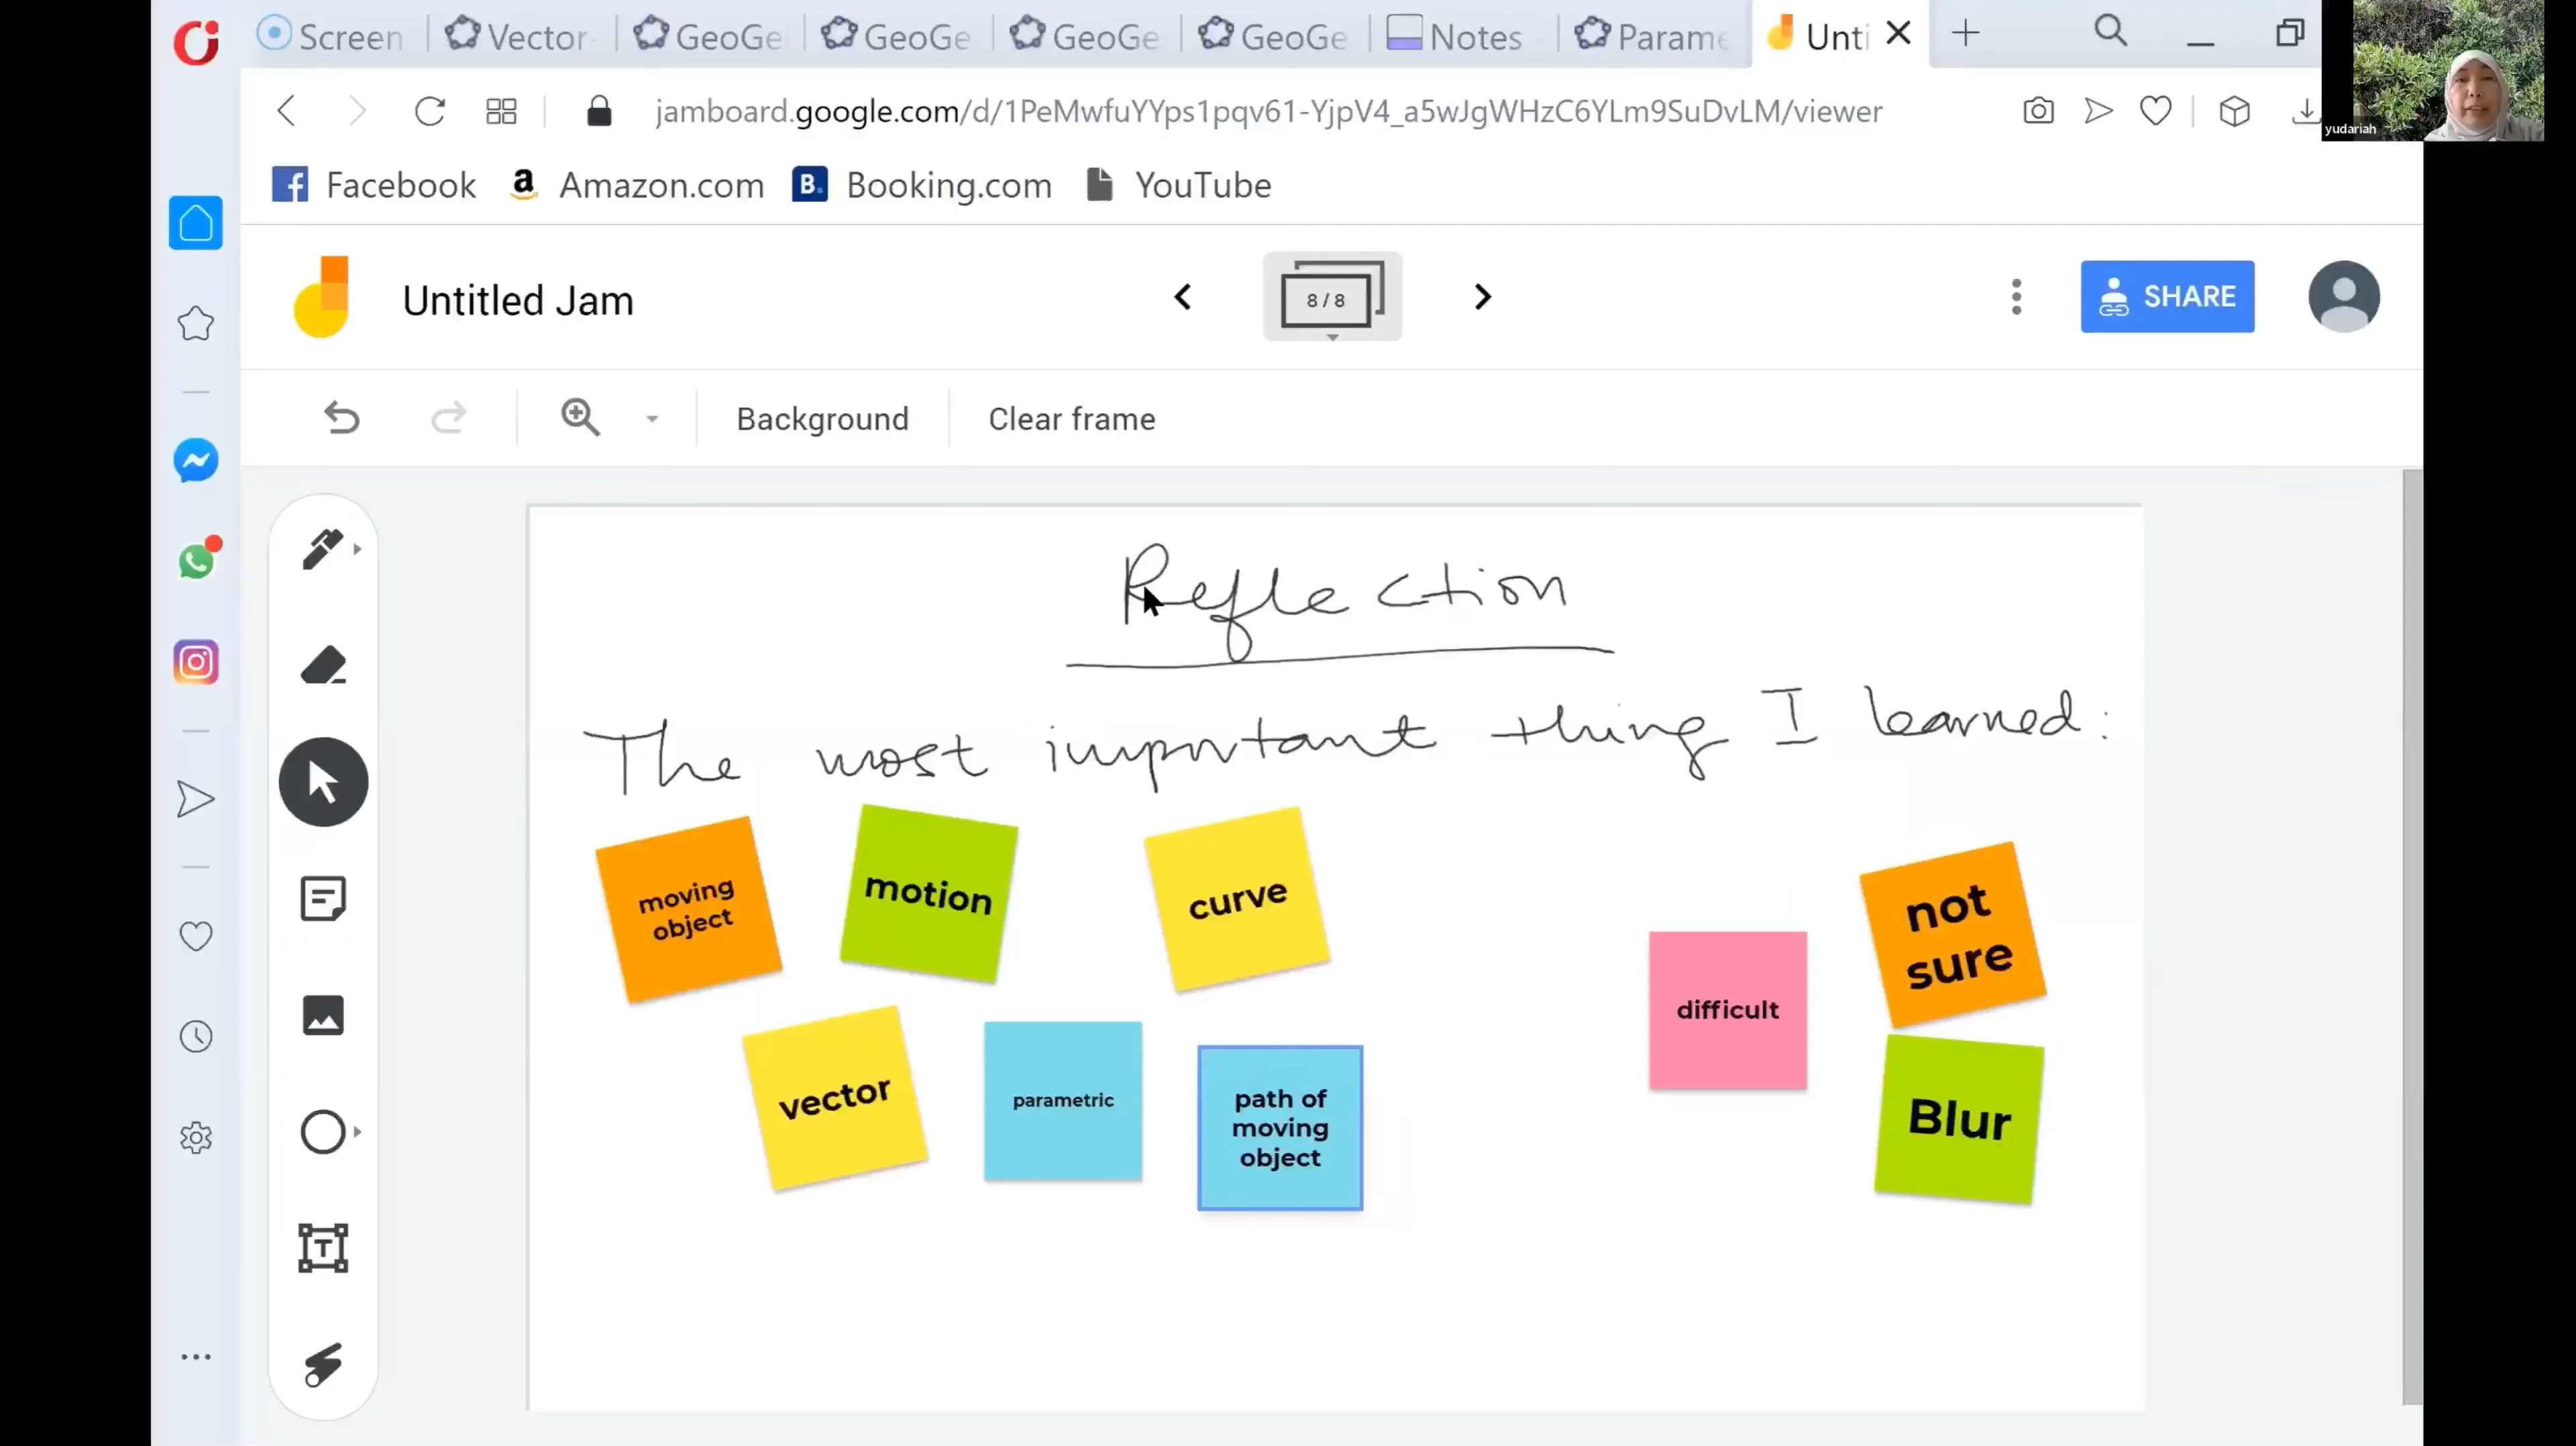 Screen
Vector-
GeoGe
GeoGe
GeoGe
GeoGe
Notes
Parame
Unti
jamboard.google.com/d/1PeMwfuYYps1pqv61-YjpV4_a5wJgWHzC6YLm9SuDvLM/viewer
yudariah
Facebook
a Amazon.com
B. Booking.com
YouTube
Untitled Jam
8 / 8
SHARE
Background
Clear frame
Reflection
The most important thing I learned:
moving
object
motion
curve
not
sure
difficult
vector
parametric
path of
moving
object
Blur